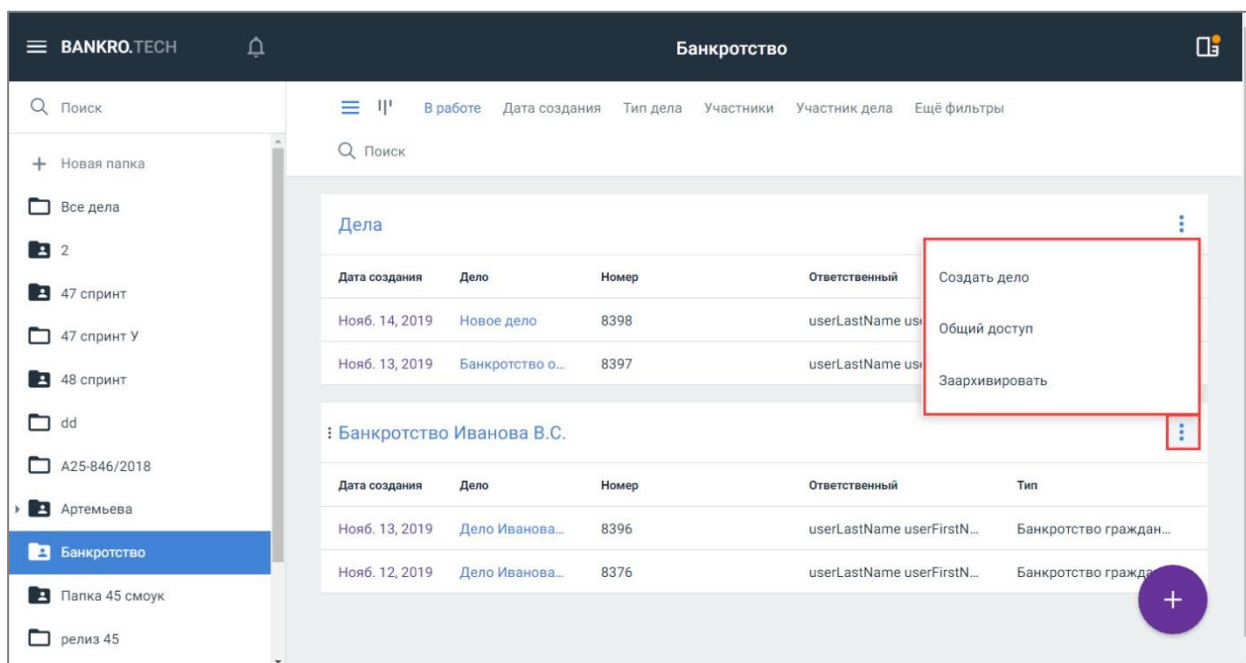 BANKRO.TECH
Банкротство
Поиск
Новая папка
Все дела
2
47 спринт
47 спринт У
48 спринт
dd
А25-846/2018
Артемьева
Банкротство
Папка 45 смоук
релиз 45
В работе Дата создания Тип дела Участники Участник дела Ещё фильтры
Поиск
Дела
Дата создания Дело Номер Ответственный
Нояб. 14, 2019 Новое дело 8398 userLastName
Нояб. 13, 2019 Банкротство о... 8397 userLastName
Создать дело
Общий доступ
Заархивировать
Банкротство Иванова В.С.
Дата создания Дело Номер Ответственный Тип
Нояб. 13, 2019 Дело Иванова... 8396 userLastName userFirstN... Банкротство граждан...
Нояб. 12, 2019 Дело Иванова... 8376 userLastName userFirstN... Банкротство